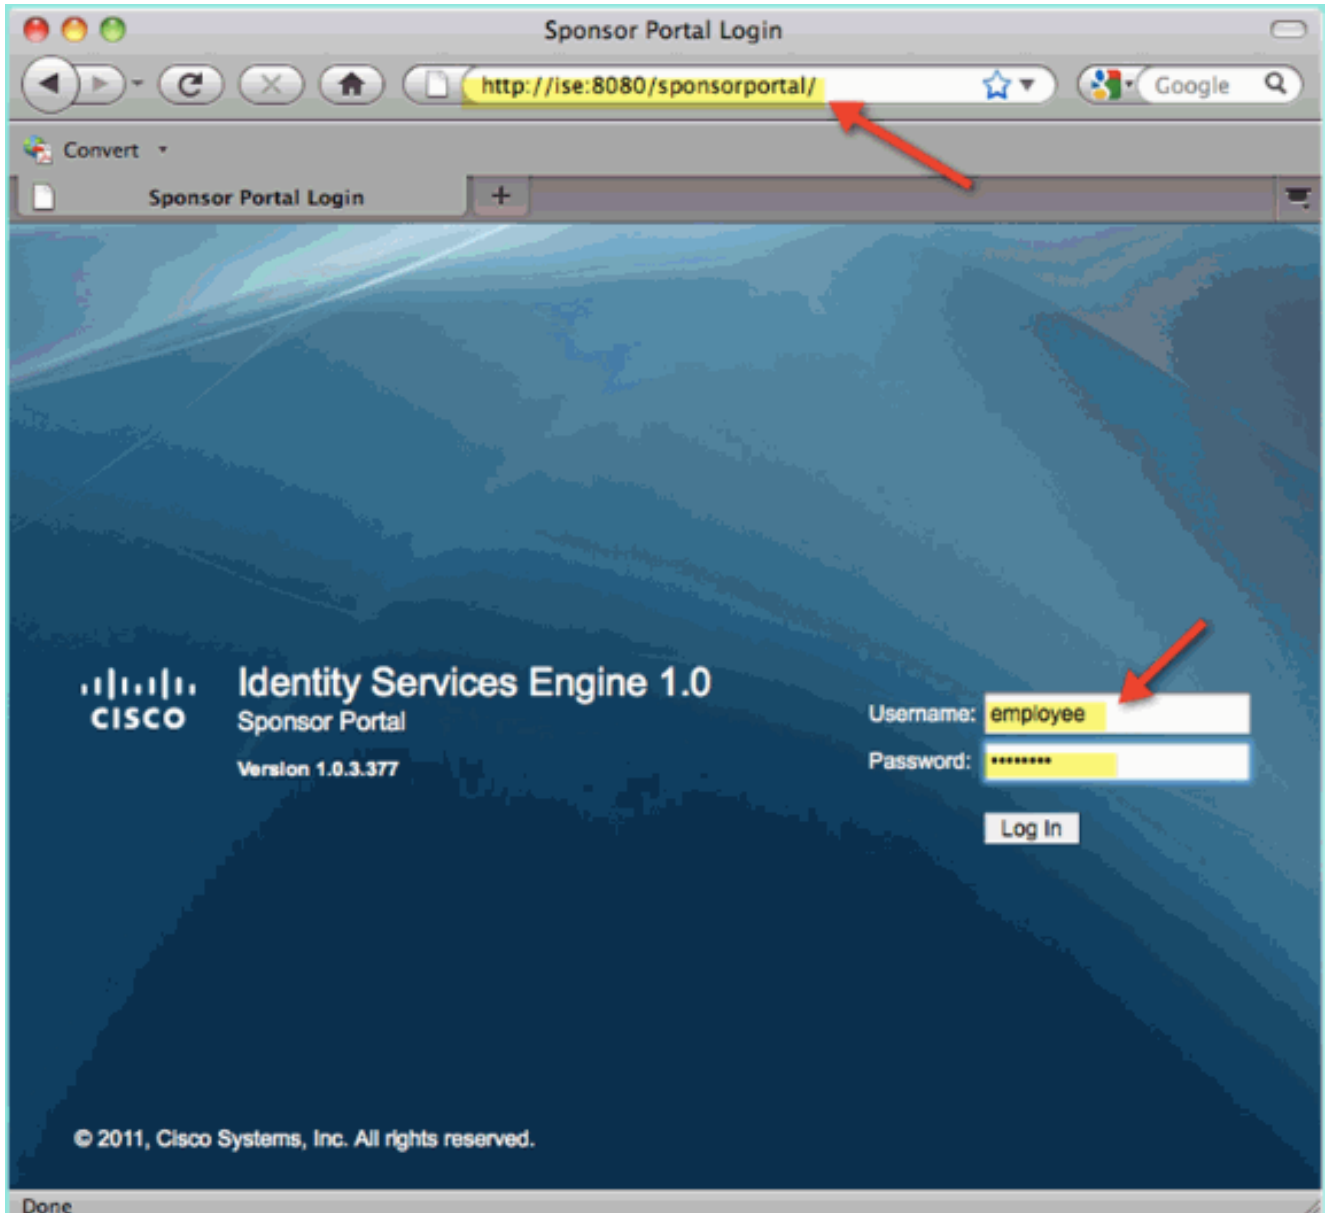 Sponsor Portal Login
http://ise:8080/sponsorportal/
Google
Convert
Sponsor Portal Login
+
CISCO
Identity Services Engine 1.0
Sponsor Portal
Version 1.0.3.377
Username: employee
Password: ••••••••
Log In
© 2011, Cisco Systems, Inc. All rights reserved.
Done